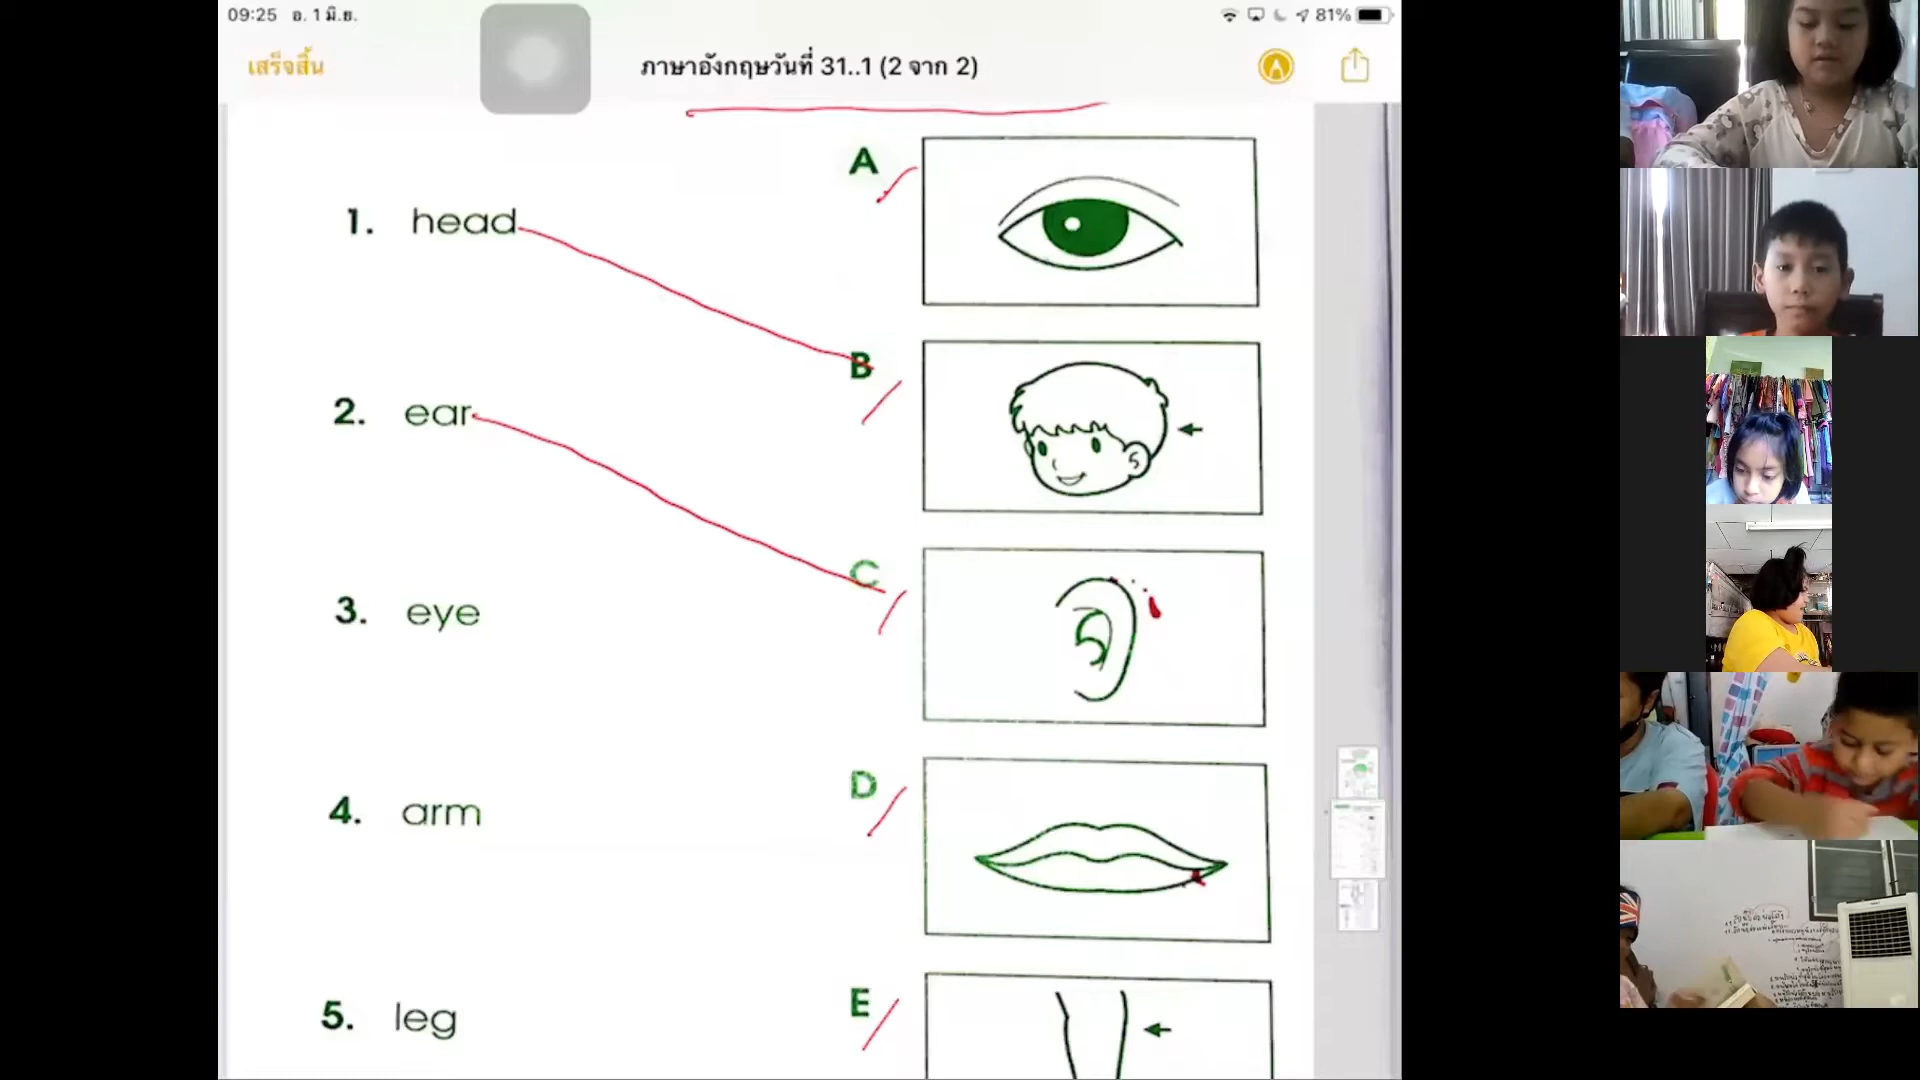 09:25 อ. 1 มิ.ย.
81%
เสร็จสิ้น
ภาษาอังกฤษวันที่ 31..1 (2 จาก 2)
A
1. head
B
2. ear
C
3. eye
D
4. arm
E
5. leg